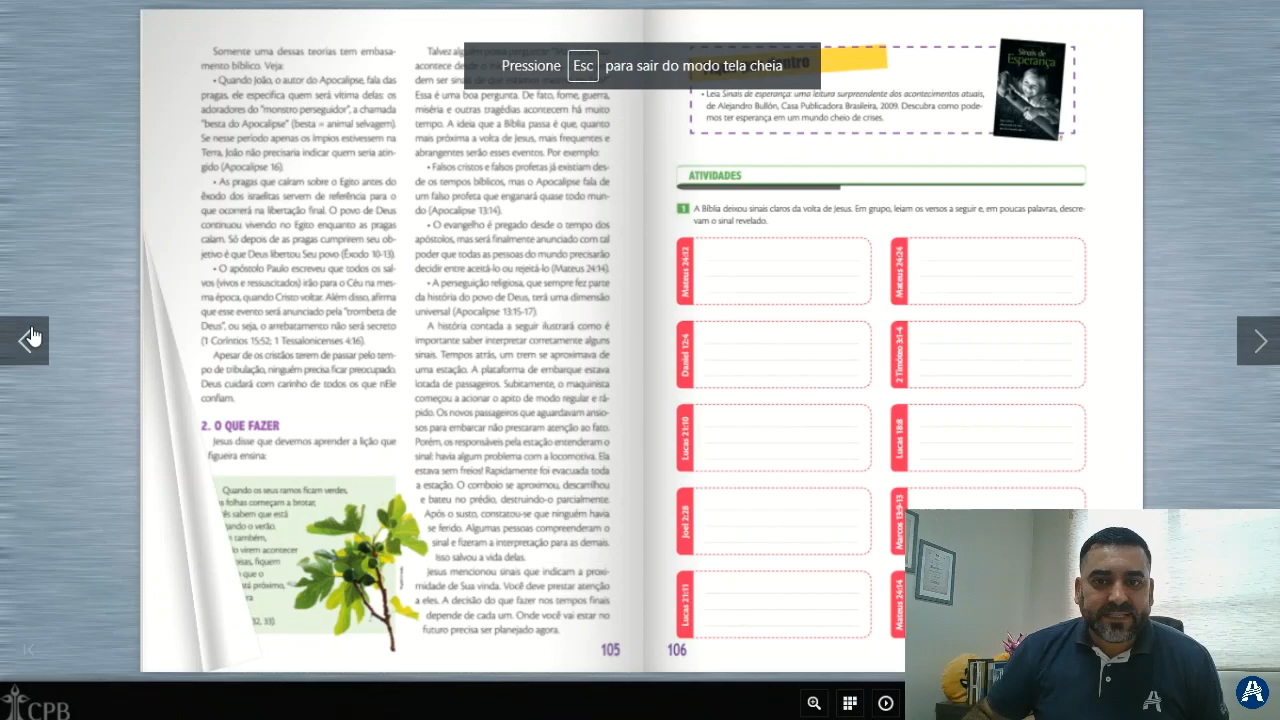 Somente uma dessas teorias tem embasa-
mento bíblico. Veja:
• Quando João, o autor do Apocalipse, fala das
pragas, ele especifica quem será vítima delas: os
adoradores do "monstro perseguidor", a chamada
"besta do Apocalipse" (besta = animal selvagem).
Se nesse período apenas os ímpios estivessem na
Terra, João não precisaria indicar quem seria atin-
gido (Apocalipse 16).
• As pragas que caíram sobre o Egito antes do
êxodo dos israelitas servem de referência para o
que ocorrerá na libertação final. O povo de Deus
continuou vivendo no Egito enquanto as pragas
caíam. Só depois de as pragas cumprirem seu ob-
jetivo é que Deus libertou Seu povo (Êxodo 10-13).
• O apóstolo Paulo escreveu que todos os sal-
vos (vivos e ressuscitados) irão para o Céu na mes-
ma época, quando Cristo voltar. Além disso, afirma
que esse evento será anunciado pela "trombeta de
Deus", ou seja, o arrebatamento não será secreto
(1 Coríntios 15:52; 1 Tessalonicenses 4:16).
Apesar de os cristãos terem de passar pelo tem-
po de tribulação, ninguém precisa ficar preocupado.
Deus cuidará com carinho de todos os que nEle
confiam.
2. O QUE FAZER
Jesus disse que devemos aprender a lição que
figueira ensina:
Quando os seus ramos ficam verdes,
folhas começam a brotar,
sabem que está
o verão.
também,
virem acontecer
fiquem
que o
próximo,
32, 33).
Talvez
acontece
dem ser
Essa é uma boa pergunta. De fato, fome, guerra,
miséria e outras tragédias acontecem há muito
tempo. A ideia que a Bíblia passa é que, quanto
mais próxima a volta de Jesus, mais frequentes e
abrangentes serão esses eventos. Por exemplo:
• Falsos cristos e falsos profetas já existiam des-
de os tempos bíblicos, mas o Apocalipse fala de
um falso profeta que enganará quase todo mun-
do (Apocalipse 13:14).
• O evangelho é pregado desde o tempo dos
apóstolos, mas será finalmente anunciado com tal
poder que todas as pessoas do mundo precisarão
decidir entre aceitá-lo ou rejeitá-lo (Mateus 24:14).
• A perseguição religiosa, que sempre fez parte
da história do povo de Deus, terá uma dimensão
universal (Apocalipse 13:15-17).
A história contada a seguir ilustrará como é
importante saber interpretar corretamente alguns
sinais. Tempos atrás, um trem se aproximava de
uma estação. A plataforma de embarque estava
lotada de passageiros. Subitamente, o maquinista
começou a acionar o apito de modo regular e rá-
pido. Os novos passageiros que aguardavam ansio-
sos para embarcar não prestaram atenção ao fato.
Porém, os responsáveis pela estação entenderam o
sinal: havia algum problema com a locomotiva. Ela
estava sem freios! Rapidamente foi evacuada toda
a estação. O comboio se aproximou, descarrilhou
e bateu no prédio, destruindo-o parcialmente.
Após o susto, constatou-se que ninguém havia
se ferido. Algumas pessoas compreenderam o
sinal e fizeram a interpretação para as demais.
Isso salvou a vida delas.
Jesus mencionou sinais que indicam a proxi-
midade de Sua vinda. Você deve prestar atenção
a eles. A decisão do que fazer nos tempos finais
depende de cada um. Onde você vai estar no
futuro precisa ser planejado agora.
105
Pressione Esc para sair do modo tela cheia
Sinais de
Esperança
• Leia Sinais de esperança: uma leitura surpreendente dos acontecimentos atuais,
de Alejandro Bullón, Casa Publicadora Brasileira, 2009. Descubra como pode-
mos ter esperança em um mundo cheio de crises.
ATIVIDADES
1 A Bíblia deixou sinais claros da volta de Jesus. Em grupo, leiam os versos a seguir e, em poucas palavras, descre-
vam o sinal revelado.
Mateus 24:12
Mateus 24:24
Daniel 12:4
2 Timóteo 3:1-4
Lucas 21:10
Lucas 18:8
Joel 2:28
Marcos 13:9-13
Lucas 21:11
Mateus 24:14
106
CPB